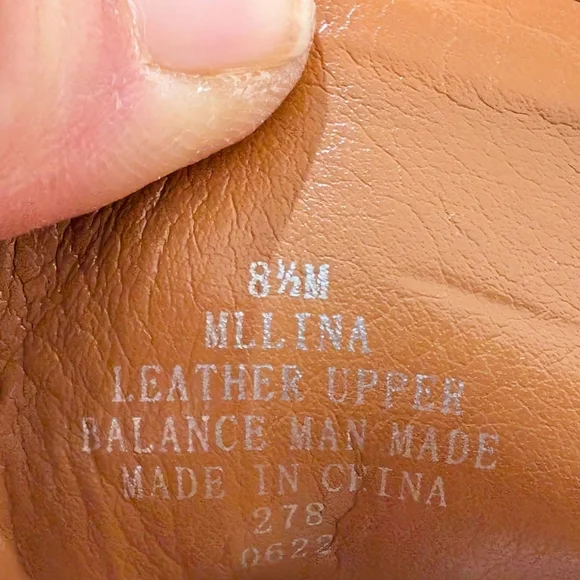 8½M
MLLINA
LEATHER UPPER
BALANCE MAN MADE
MADE IN CHINA
278
0622